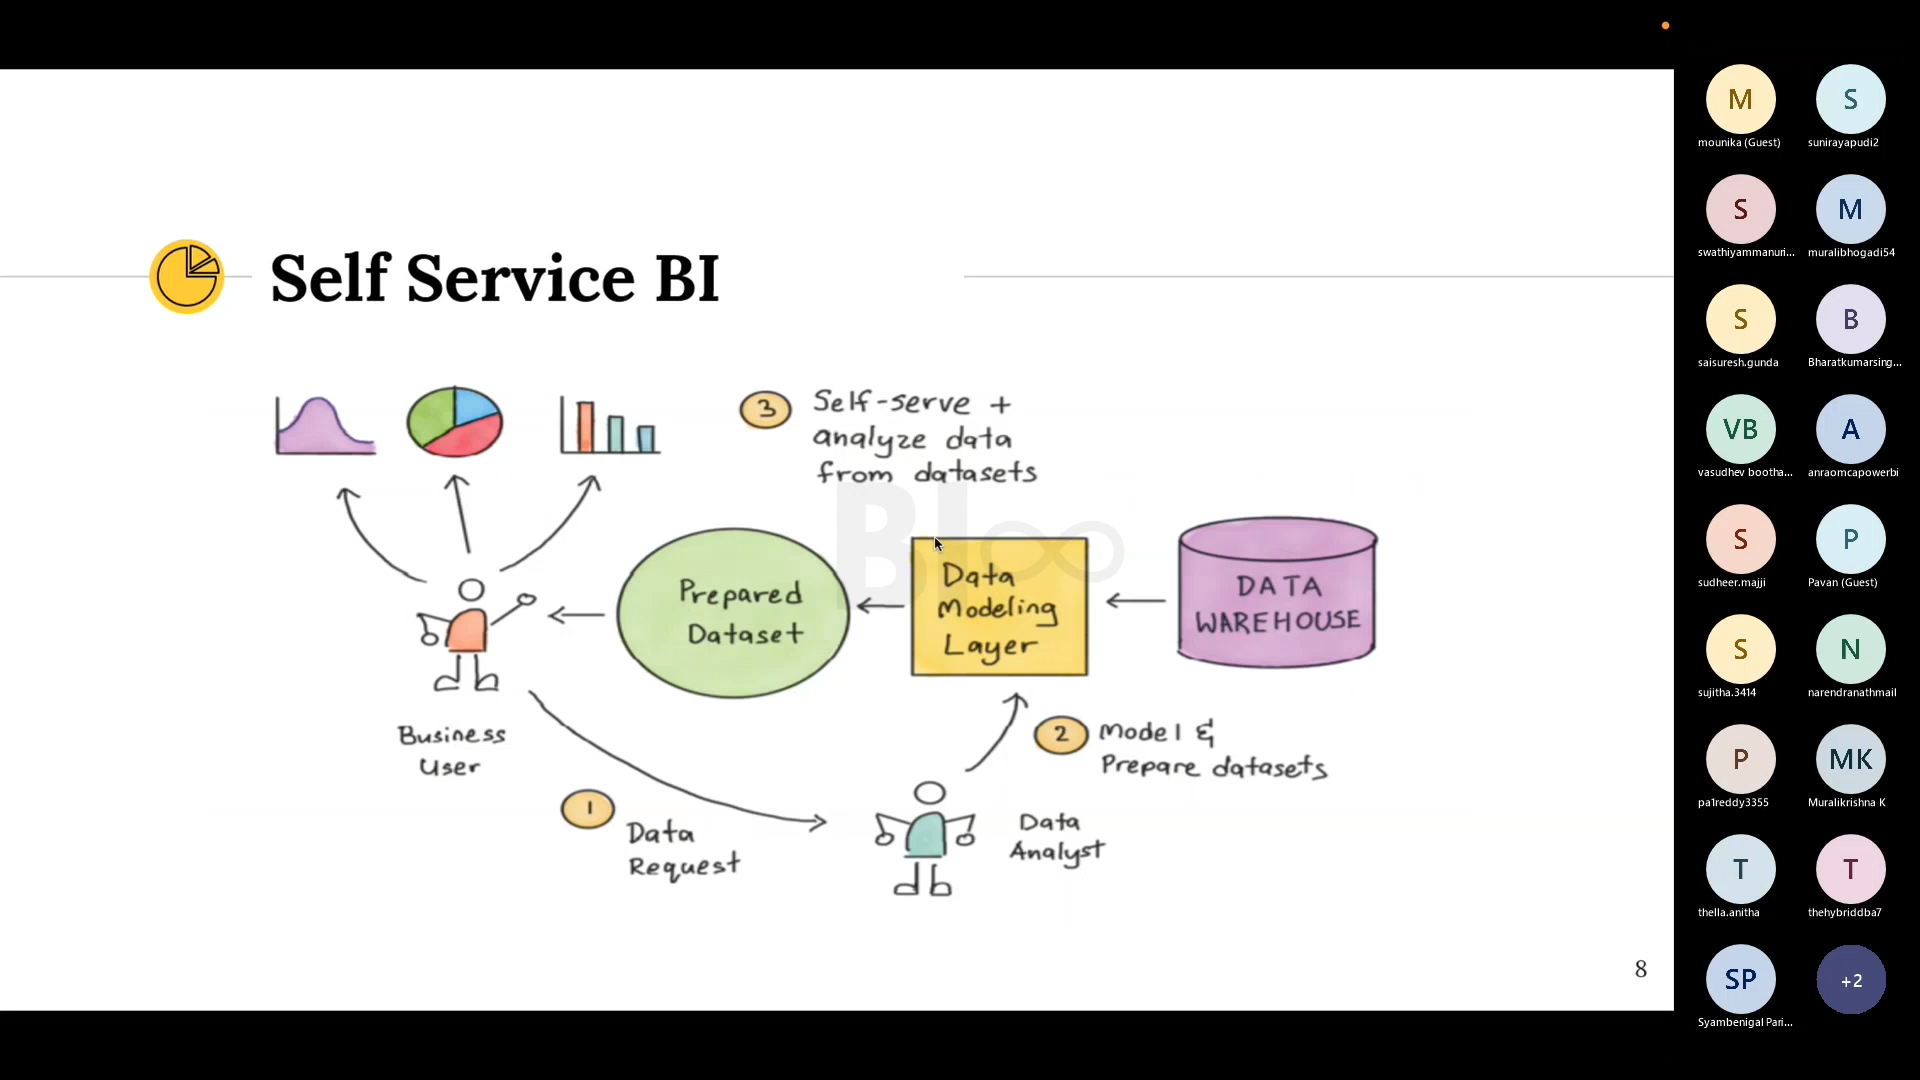 Self Service BI
3
Self-serve +
analyze data
from datasets
BI
Prepared
Dataset
Data
Modeling
Layer
DATA
WAREHOUSE
Business
User
2
Model &
Prepare datasets
1
Data
Request
Data
Analyst
8
M
mounika (Guest)
S
sunirayapudi2
S
swathiyammanuri...
M
muralibhogadi54
S
saisuresh.gunda
B
Bharatkumarsing...
VB
vasudhev bootha...
A
anraomcapowerbi
S
sudheer.majji
P
Pavan (Guest)
S
sujitha.3414
N
narendranathmail
P
pa1reddy3355
MK
Muralikrishna K
T
thella.anitha
T
thehybriddba7
SP
Syambenigal Pari...
+2